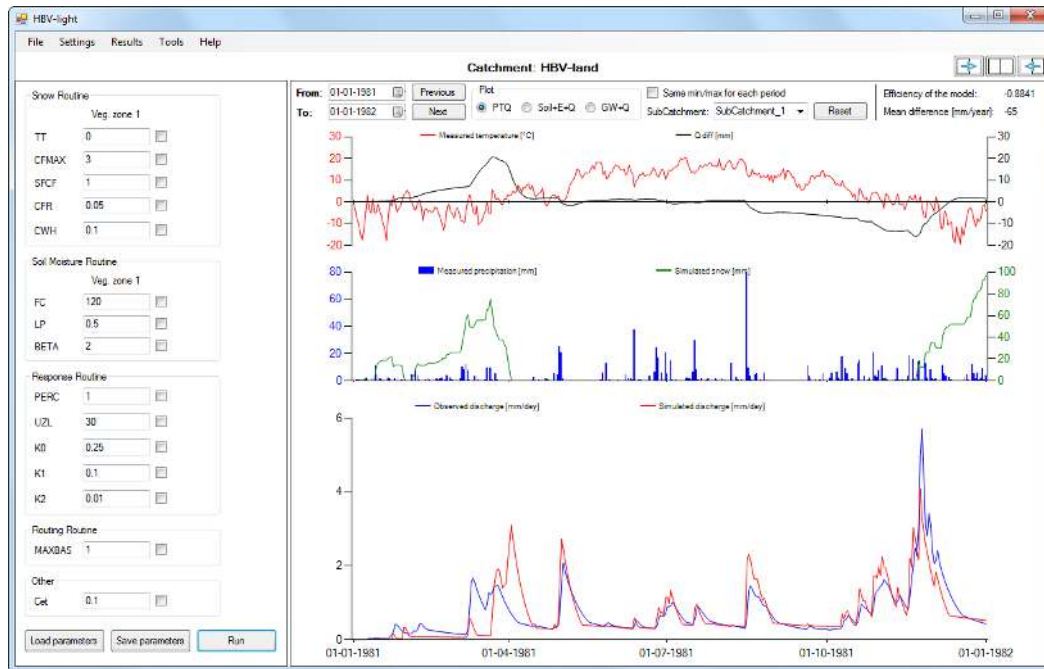 HBV-light
File Settings Results Tools Help
Catchment: HBV-land
Snow Routine
Veg. zone 1
TT 0
CFMAX 3
SFCF 1
CFR 0.05
CWH 0.1
Soil Moisture Routine
Veg. zone 1
FC 120
LP 0.5
BETA 2
Response Routine
PERC 1
UZL 30
K0 0.25
K1 0.1
K2 0.01
Routing Routine
MAXBAS 1
Other
Cet 0.1
Load parameters Save parameters Run
From: 01-01-1981 Previous
To: 01-01-1982 Next
Plot
PTQ Soil+E+Q GW+Q
Same min/max for each period
SubCatchment: SubCatchment_1 Reset
Efficiency of the model: -0.8841
Mean difference [mm/year]: -65
Measured temperature [°C] Q diff [mm]
30 30
20 20
10 10
0 0
-10 -10
-20 -20
Measured precipitation [mm] Simulated snow [mm]
80 100
60 80
40 60
20 40
0 20
0
Observed discharge [mm/day] Simulated discharge [mm/day]
6
4
2
0
01-01-1981 01-04-1981 01-07-1981 01-10-1981 01-01-1982